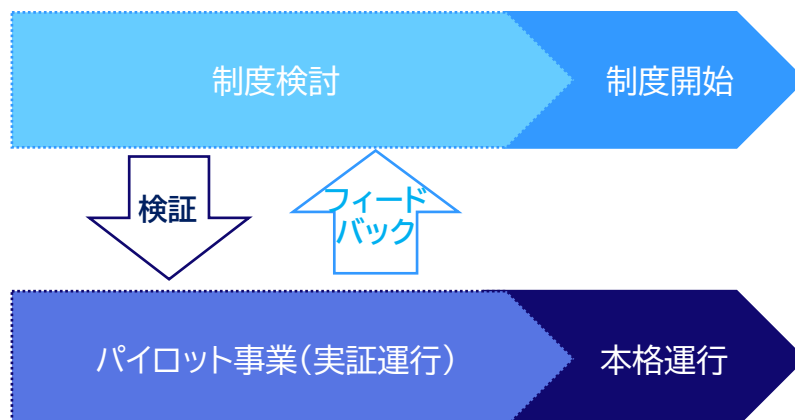 制度検討
制度開始
検証
フィード
バック
パイロット事業（実証運行）
本格運行